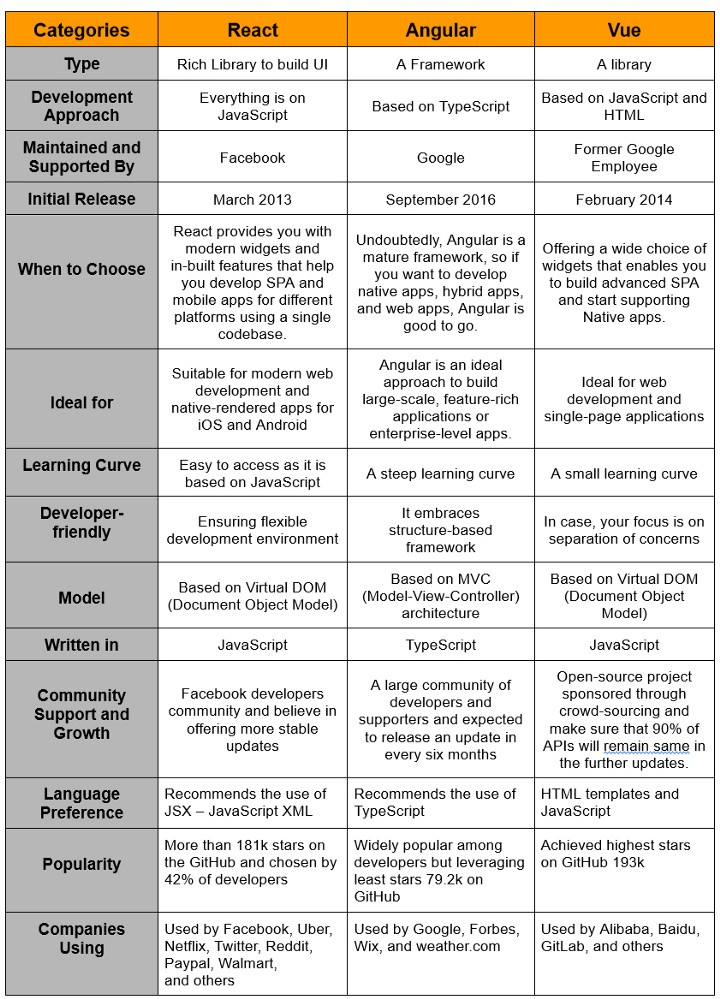 Categories React Angular Vue
Type Rich Library to build UI A Framework A library
Development
Approach
Everything is on
JavaScript
Based on TypeScript
Based on JavaScript and
HTML
Maintained and
Supported By
Facebook
Google
Former Google
Employee
Initial Release March 2013 September 2016 February 2014
When to Choose
React provides you with
modern widgets and
in-built features that help
you develop SPA and
mobile apps for different
platforms using a single
codebase.
Undoubtedly, Angular is a
mature framework, so if
you want to develop
native apps, hybrid apps,
and web apps, Angular is
good to go.
Offering a wide choice of
widgets that enables you
to build advanced SPA
and start supporting
Native apps.
Ideal for
Suitable for modern web
development and
native-rendered apps for
iOS and Android
Angular is an ideal
approach to build
large-scale, feature-rich
applications or
enterprise-level apps.
Ideal for web
development and
single-page applications
Learning Curve
Easy to access as it is
based on JavaScript
A steep learning curve
A small learning curve
Developer-
friendly
Ensuring flexible
development environment
It embraces
structure-based
framework
In case, your focus is on
separation of concerns
Model
Based on Virtual DOM
(Document Object Model)
Based on MVC
(Model-View-Controller)
architecture
Based on Virtual DOM
(Document Object
Model)
Written in JavaScript TypeScript JavaScript
Community
Support and
Growth
Facebook developers
community and believe in
offering more stable
updates
A large community of
developers and
supporters and expected
to release an update in
every six months
Open-source project
sponsored through
crowd-sourcing and
make sure that 90% of
APIs will remain same in
the further updates.
Language
Preference
Recommends the use of
JSX – JavaScript XML
Recommends the use of
TypeScript
HTML templates and
JavaScript
Popularity
More than 181k stars on
the GitHub and chosen by
42% of developers
Widely popular among
developers but leveraging
least stars 79.2k on
GitHub
Achieved highest stars
on GitHub 193k
Companies
Using
Used by Facebook, Uber,
Netflix, Twitter, Reddit,
Paypal, Walmart,
and others
Used by Google, Forbes,
Wix, and weather.com
Used by Alibaba, Baidu,
GitLab, and others